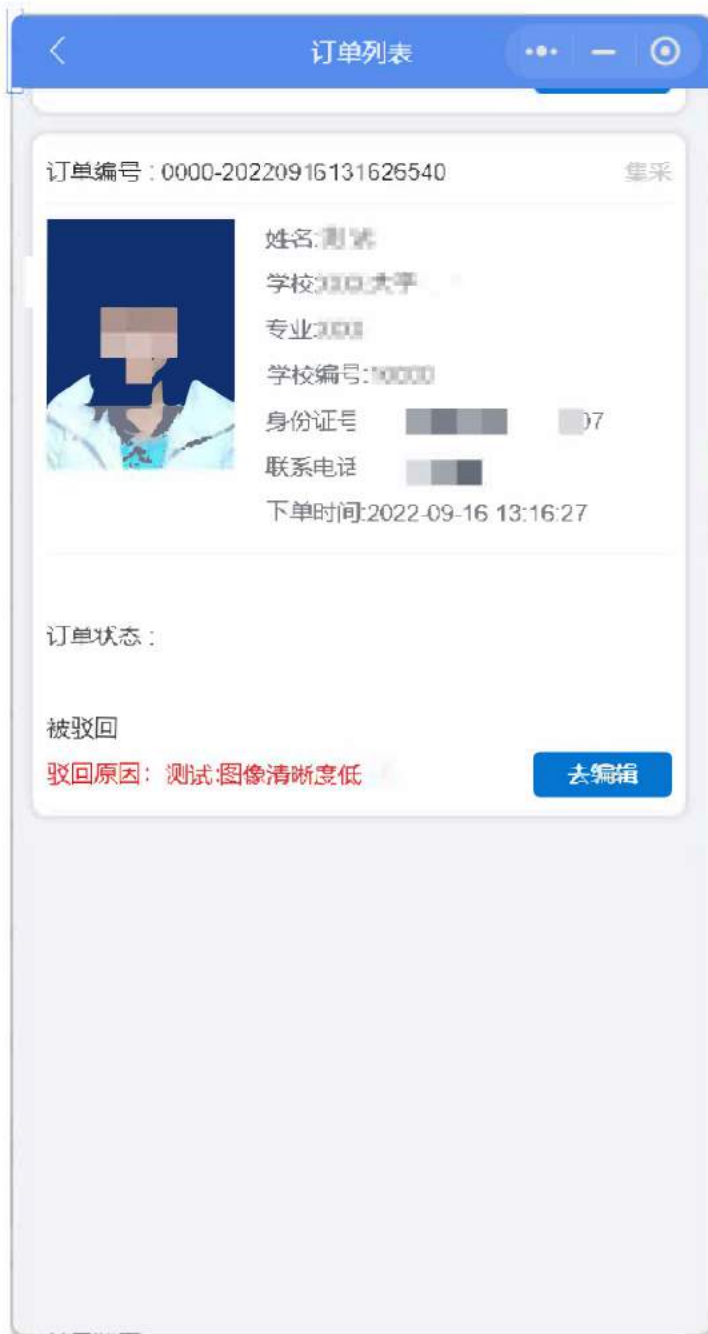 订单列表
订单编号：0000-20220916131626540
集采
姓名:
学校:大学
专业:
学校编号:
身份证号
07
联系电话
下单时间:2022-09-16 13:16:27
订单状态：
被驳回
驳回原因：测试:图像清晰度低
去编辑